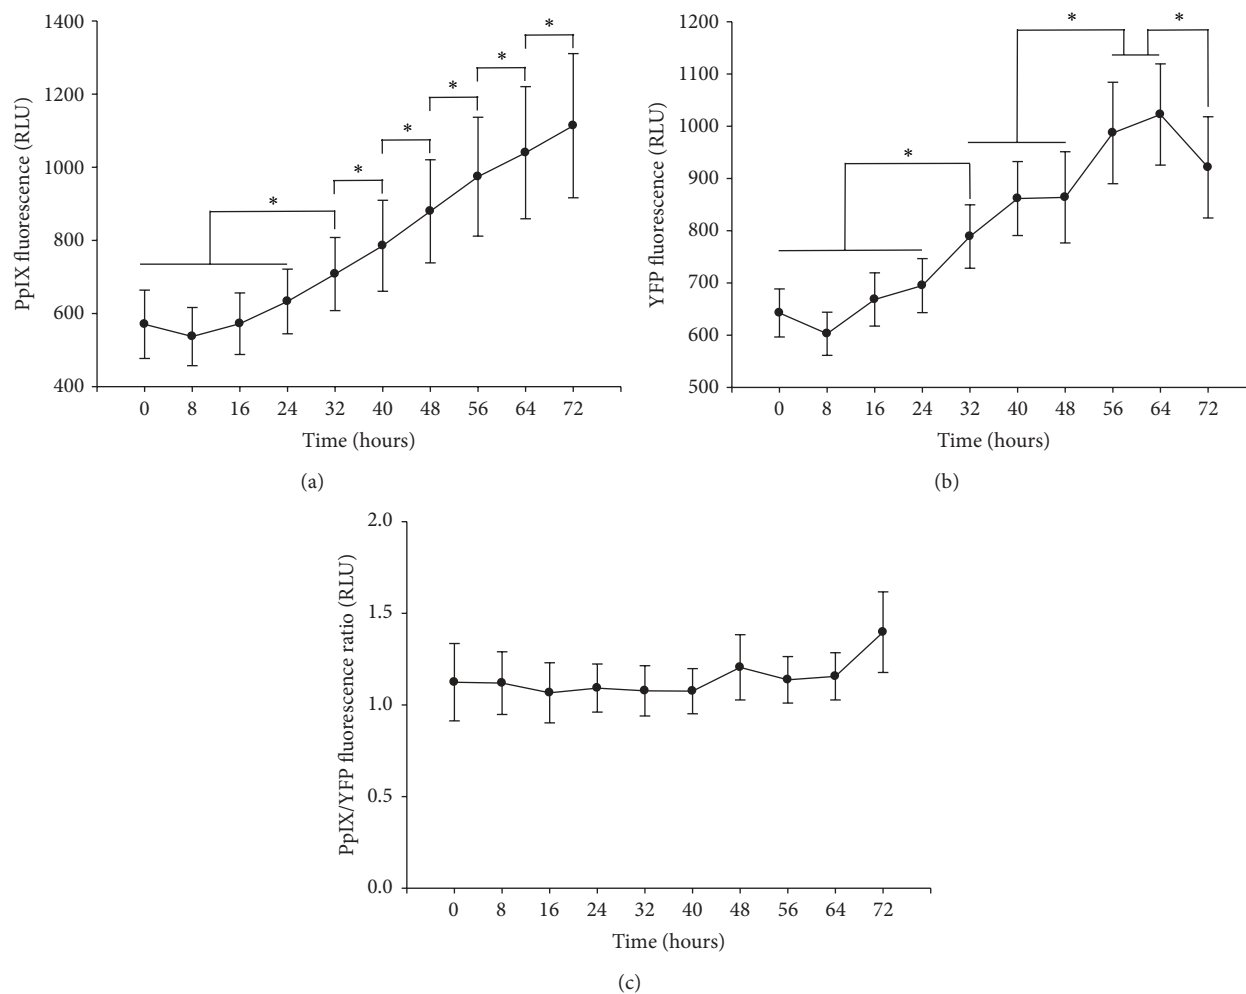 1400
1200
1000
800
600
400
PpIX fluorescence (RLU)
* * * * * *
0 8 16 24 32 40 48 56 64 72
Time (hours)
(a)
1200
1100
1000
900
800
700
600
500
YFP fluorescence (RLU)
* * *
0 8 16 24 32 40 48 56 64 72
Time (hours)
(b)
2.0
1.5
1.0
0.5
0.0
PpIX/YFP fluorescence ratio (RLU)
0 8 16 24 32 40 48 56 64 72
Time (hours)
(c)